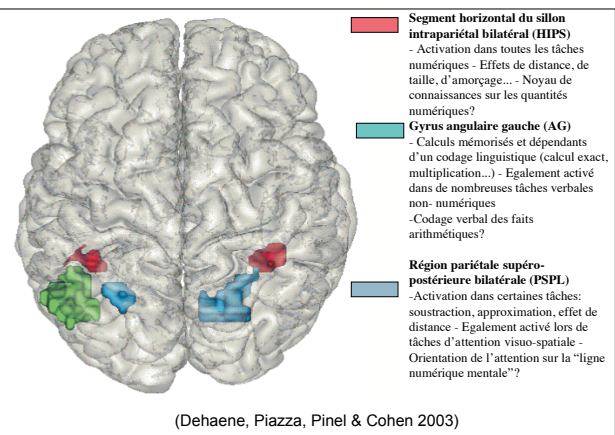 Segment horizontal du sillon
intrapariétal bilatéral (HIPS)
- Activation dans toutes les tâches
numériques - Effets de distance, de
taille, d’amorçage... - Noyau de
connaissances sur les quantités
numériques?
Gyrus angulaire gauche (AG)
- Calculs mémorisés et dépendants
d’un codage linguistique (calcul exact,
multiplication...) - Egalement activé
dans de nombreuses tâches verbales
non- numériques
-Codage verbal des faits
arithmétiques?
Région pariétale supéro-
postérieure bilatérale (PSPL)
-Activation dans certaines tâches:
soustraction, approximation, effet de
distance - Egalement activé lors de
tâches d’attention visuo-spatiale -
Orientation de l’attention sur la “ligne
numérique mentale”?
(Dehaene, Piazza, Pinel & Cohen 2003)